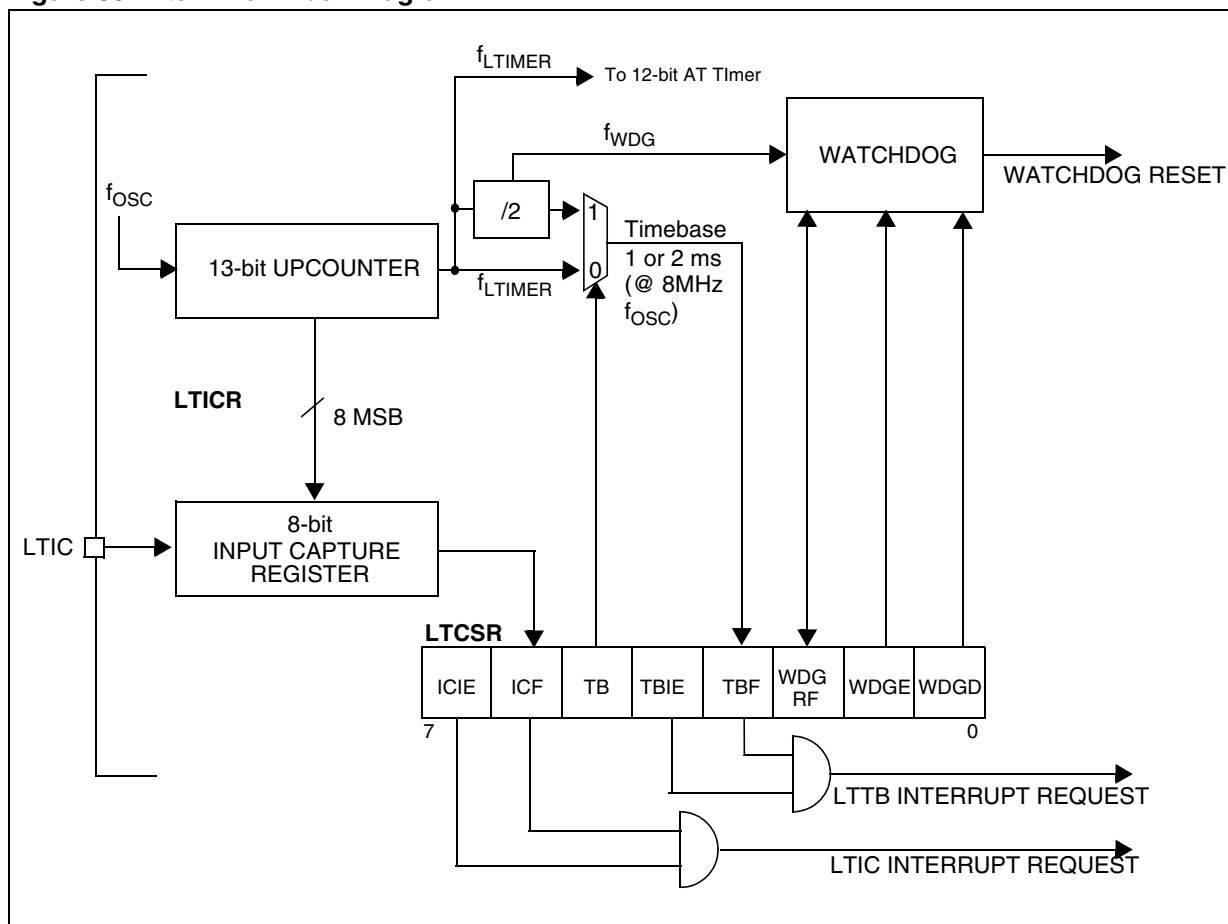 fLTIMER
To 12-bit AT TImer
fWDG
WATCHDOG
WATCHDOG RESET
fOSC
/2
1
Timebase
1 or 2 ms
(@ 8MHz
fOSC)
13-bit UPCOUNTER
0
fLTIMER
LTICR
8 MSB
8-bit
INPUT CAPTURE
REGISTER
LTIC
LTCSR
ICIE
ICF
TB
TBIE
TBF
WDG
RF
WDGE
WDGD
7
0
LTTB INTERRUPT REQUEST
LTIC INTERRUPT REQUEST